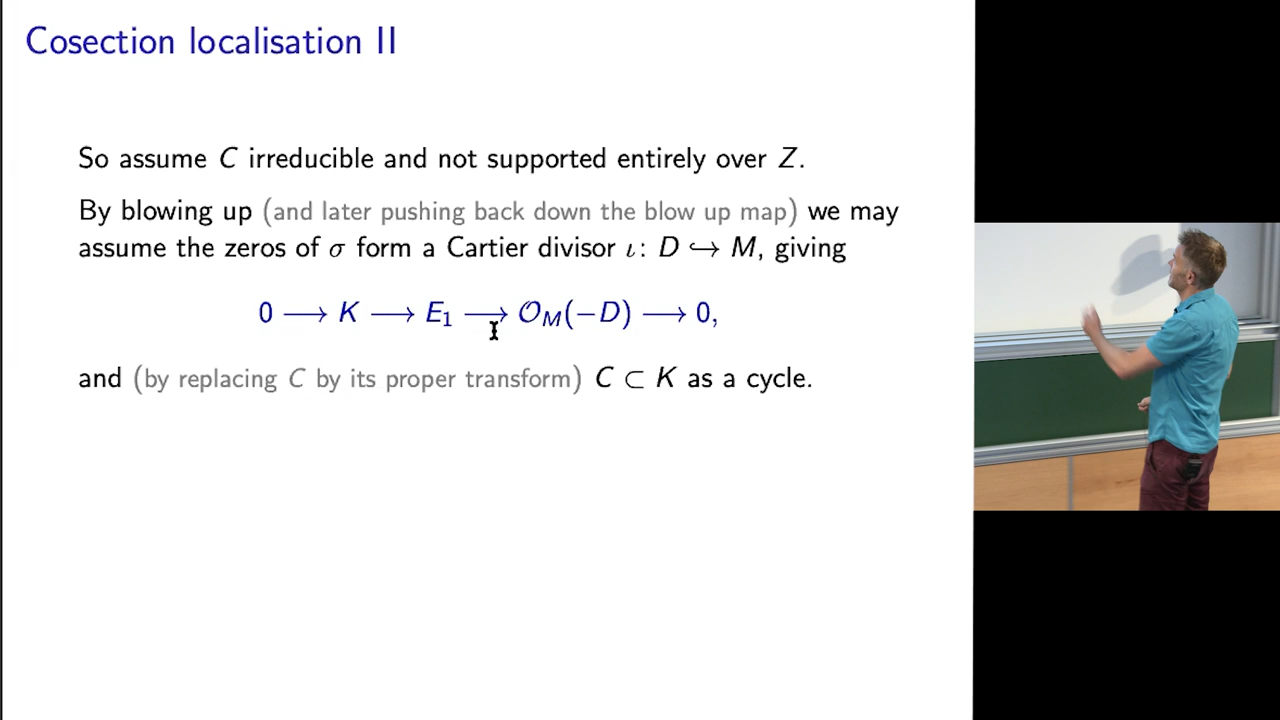 Cosection localisation II
So assume C irreducible and not supported entirely over Z.
By blowing up (and later pushing back down the blow up map) we may
assume the zeros of σ form a Cartier divisor ι: D ↪ M, giving
0 ⟶ K ⟶ E₁ ⟶ 𝒪_M(−D) ⟶ 0,
and (by replacing C by its proper transform) C ⊂ K as a cycle.